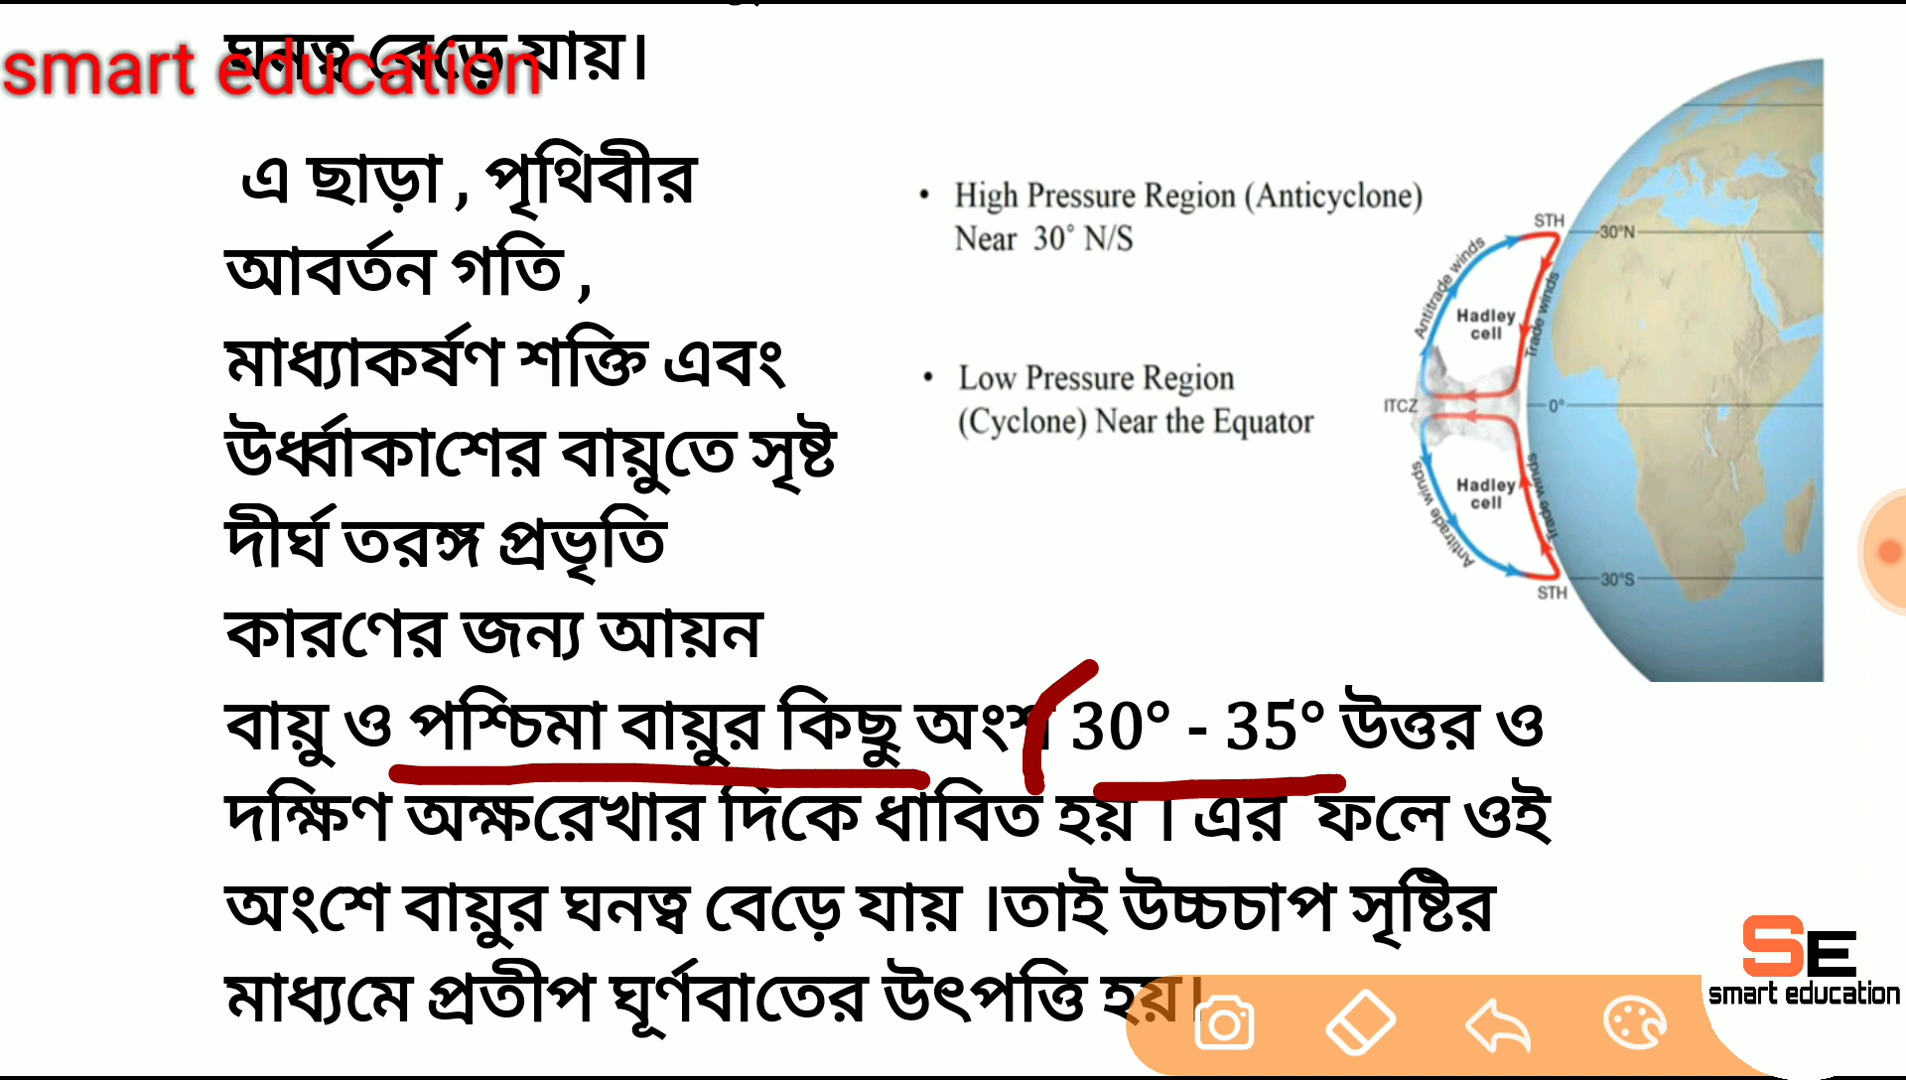 ঘনত্ব বেড়ে যায়।
smart education
এ ছাড়া , পৃথিবীর
আবর্তন গতি ,
মাধ্যাকর্ষণ শক্তি এবং
উর্ধ্বাকাশের বায়ুতে সৃষ্ট
দীর্ঘ তরঙ্গ প্রভৃতি
কারণের জন্য আয়ন
বায়ু ও পশ্চিমা বায়ুর কিছু অংশ 30° - 35° উত্তর ও
দক্ষিণ অক্ষরেখার দিকে ধাবিত হয় । এর ফলে ওই
অংশে বায়ুর ঘনত্ব বেড়ে যায় ।তাই উচ্চচাপ সৃষ্টির
মাধ্যমে প্রতীপ ঘূর্ণবাতের উৎপত্তি হয়।
• High Pressure Region (Anticyclone)
Near 30° N/S
• Low Pressure Region
(Cyclone) Near the Equator
STH
30°N
Antitrade winds
Trade winds
Hadley
cell
ITCZ
0°
Hadley
cell
Antitrade winds
Trade winds
30°S
STH
SE
smart education